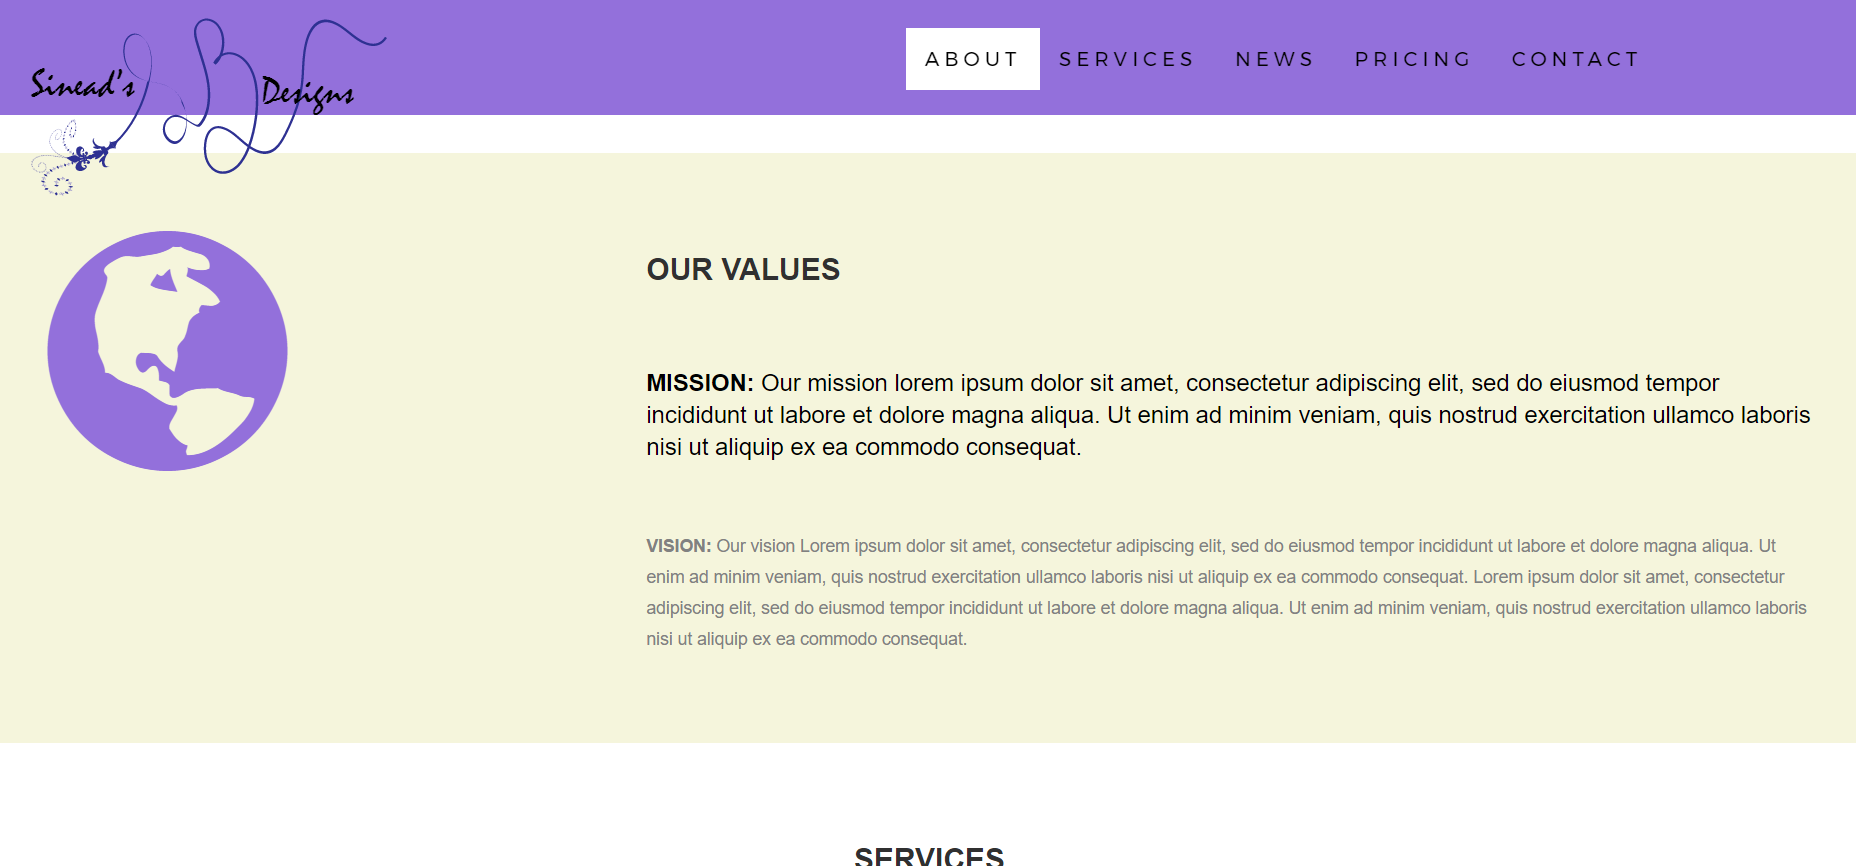 Sinead's
Designs
ABOUT SERVICES NEWS PRICING CONTACT
OUR VALUES
MISSION: Our mission lorem ipsum dolor sit amet, consectetur adipiscing elit, sed do eiusmod tempor
incididunt ut labore et dolore magna aliqua. Ut enim ad minim veniam, quis nostrud exercitation ullamco laboris
nisi ut aliquip ex ea commodo consequat.
VISION: Our vision Lorem ipsum dolor sit amet, consectetur adipiscing elit, sed do eiusmod tempor incididunt ut labore et dolore magna aliqua. Ut
enim ad minim veniam, quis nostrud exercitation ullamco laboris nisi ut aliquip ex ea commodo consequat. Lorem ipsum dolor sit amet, consectetur
adipiscing elit, sed do eiusmod tempor incididunt ut labore et dolore magna aliqua. Ut enim ad minim veniam, quis nostrud exercitation ullamco laboris
nisi ut aliquip ex ea commodo consequat.
SERVICES